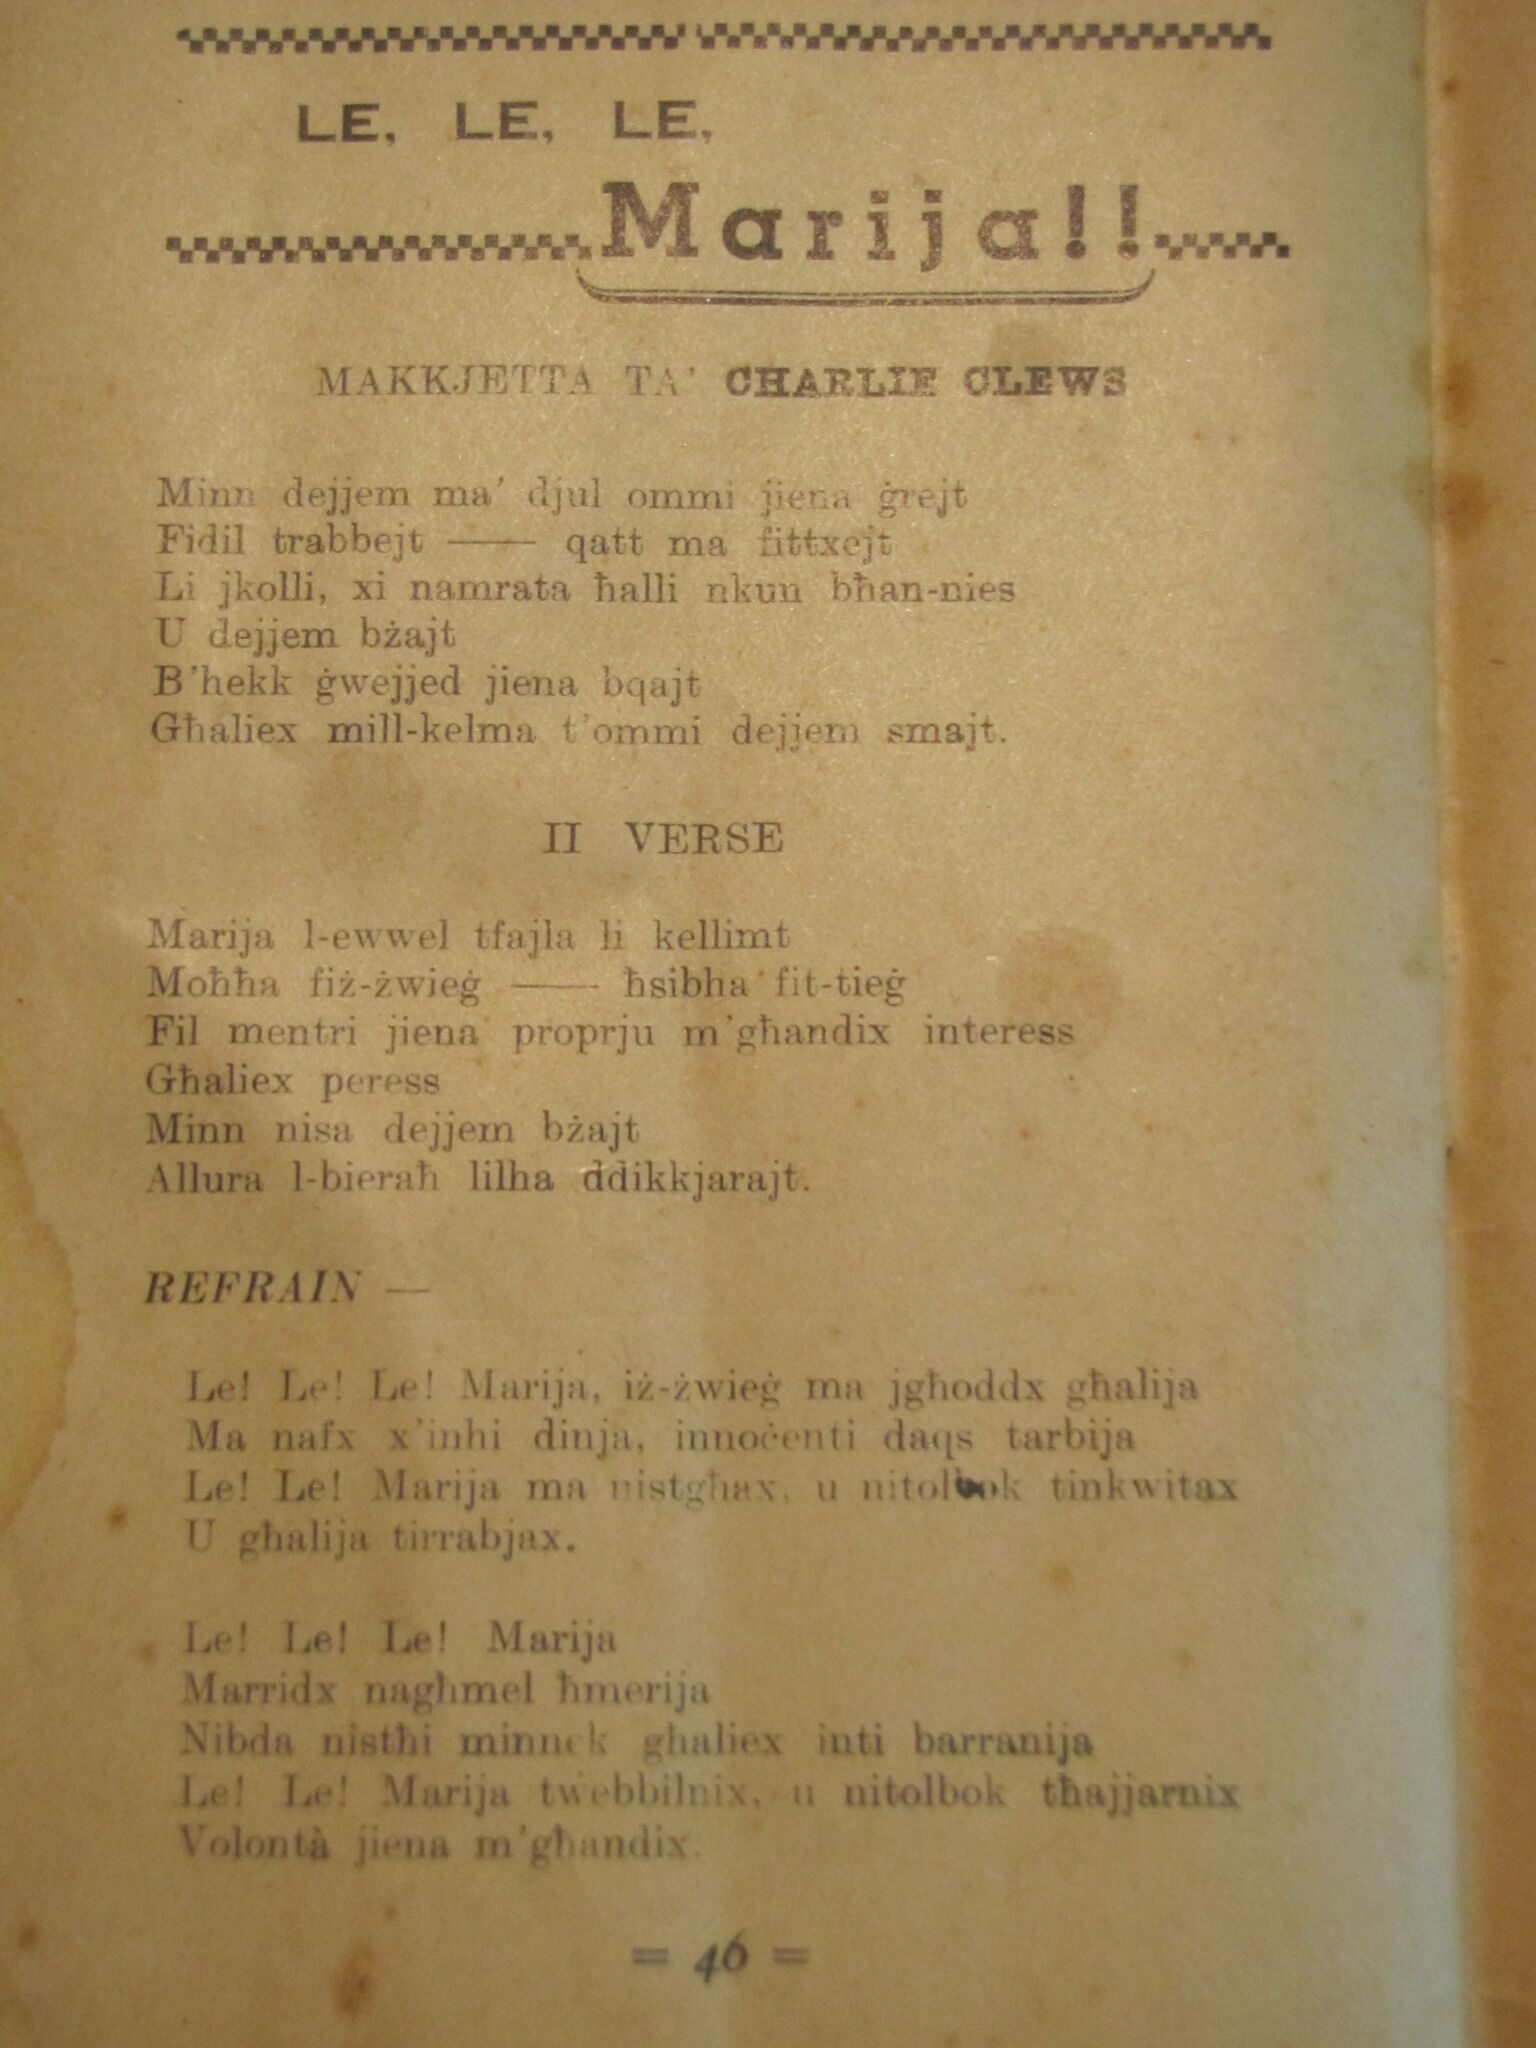 LE, LE, LE,
Marija!!
MAKKJETTA TA' CHARLIE CLEWS
Minn dejjem ma' djul ommi jiena ġrejt
Fidil trabbejt —— qatt ma fittxejt
Li jkolli, xi namrata ħalli nkun bħan-nies
U dejjem bżajt
B'hekk ġwejjed jiena bqajt
Għaliex mill-kelma t'ommi dejjem smajt.
II VERSE
Marija l-ewwel tfajla li kellimt
Moħħa fiż-żwieġ —— ħsibha fit-tieġ
Fil mentri jiena proprju m'għandix interess
Għaliex peress
Minn nisa dejjem bżajt
Allura l-bieraħ lilha ddikkjarajt.
REFRAIN —
Le! Le! Le! Marija, iż-żwieġ ma jgħoddx għalija
Ma nafx x'inhi dinja, innoċenti daqs tarbija
Le! Le! Marija ma nistgħax, u nitolbok tinkwitax
U għalija tirrabjax.
Le! Le! Le! Marija
Marridx nagħmel ħmerija
Nibda nistħi minnek għaliex inti barranija
Le! Le! Marija twebbilnix, u nitolbok tħajjarnix
Volontà jiena m'għandix.
= 46 =